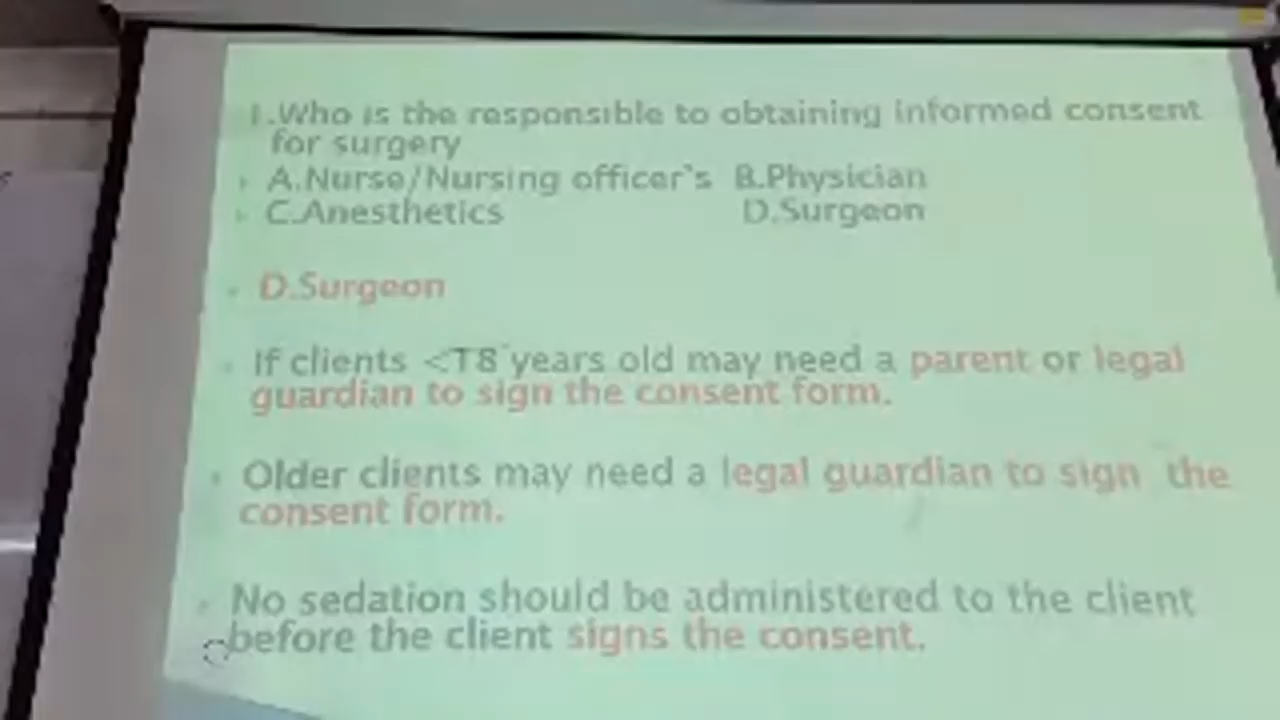 1.Who is the responsible to obtaining informed consent
for surgery
A.Nurse/Nursing officer`s B.Physician
C.Anesthetics D.Surgeon
D.Surgeon
If clients <18 years old may need a parent or legal
guardian to sign the consent form.
Older clients may need a legal guardian to sign the
consent form.
No sedation should be administered to the client
before the client signs the consent.